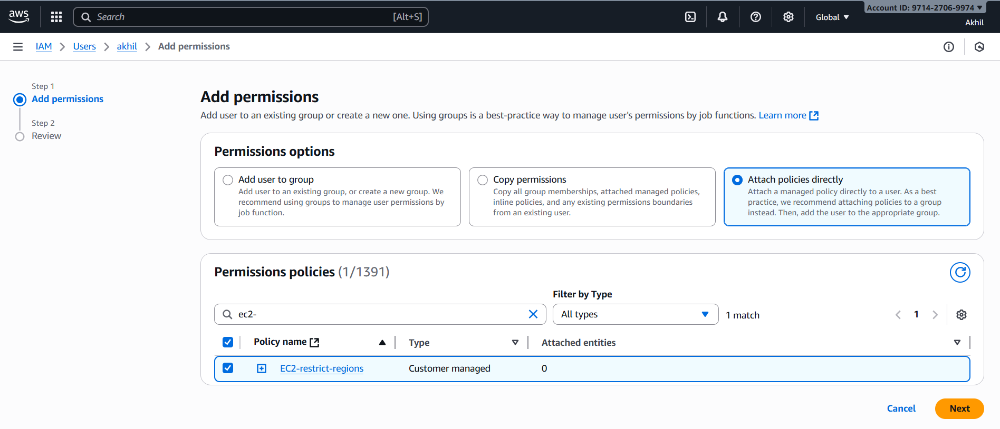 aws
Search
[Alt+S]
Global
Account ID: 9714-2706-9974
Akhil
IAM
Users
akhil
Add permissions
Step 1
Add permissions
Step 2
Review
Add permissions
Add user to an existing group or create a new one. Using groups is a best-practice way to manage user's permissions by job functions. Learn more
Permissions options
Add user to group
Add user to an existing group, or create a new group. We
recommend using groups to manage user permissions by
job function.
Copy permissions
Copy all group memberships, attached managed policies,
inline policies, and any existing permissions boundaries
from an existing user.
Attach policies directly
Attach a managed policy directly to a user. As a best
practice, we recommend attaching policies to a group
instead. Then, add the user to the appropriate group.
Permissions policies (1/1391)
Filter by Type
ec2-
All types
1 match
1
Policy name
Type
Attached entities
EC2-restrict-regions
Customer managed
0
Cancel
Next